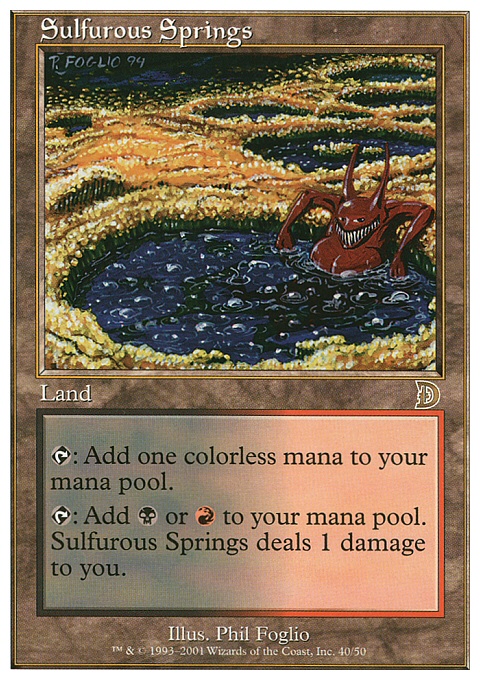 Sulfurous Springs
P. FOGLIO 94
Land
: Add one colorless mana to your
mana pool.
: Add or to your mana pool.
Sulfurous Springs deals 1 damage
to you.
Illus. Phil Foglio
™ & © 1993–2001 Wizards of the Coast, Inc. 40/50